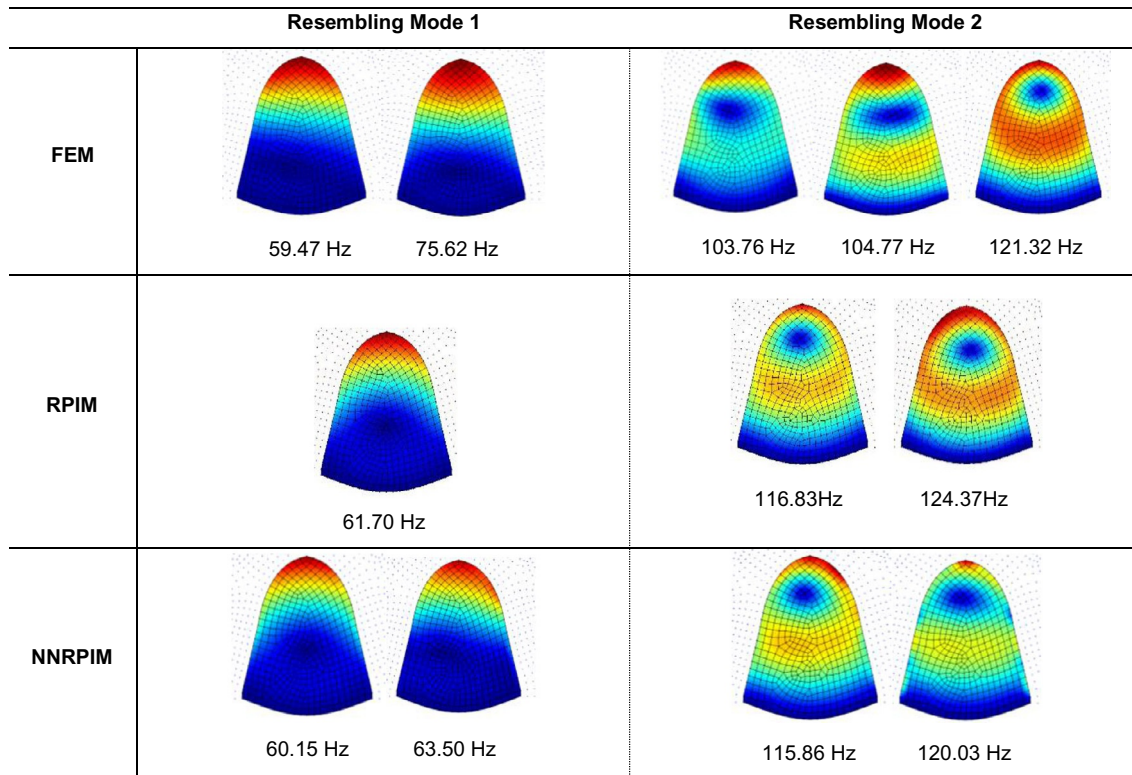 Resembling Mode 1 Resembling Mode 2
FEM
59.47 Hz 75.62 Hz 103.76 Hz 104.77 Hz 121.32 Hz
RPIM
61.70 Hz
116.83Hz 124.37Hz
NNRPIM
60.15 Hz 63.50 Hz 115.86 Hz 120.03 Hz